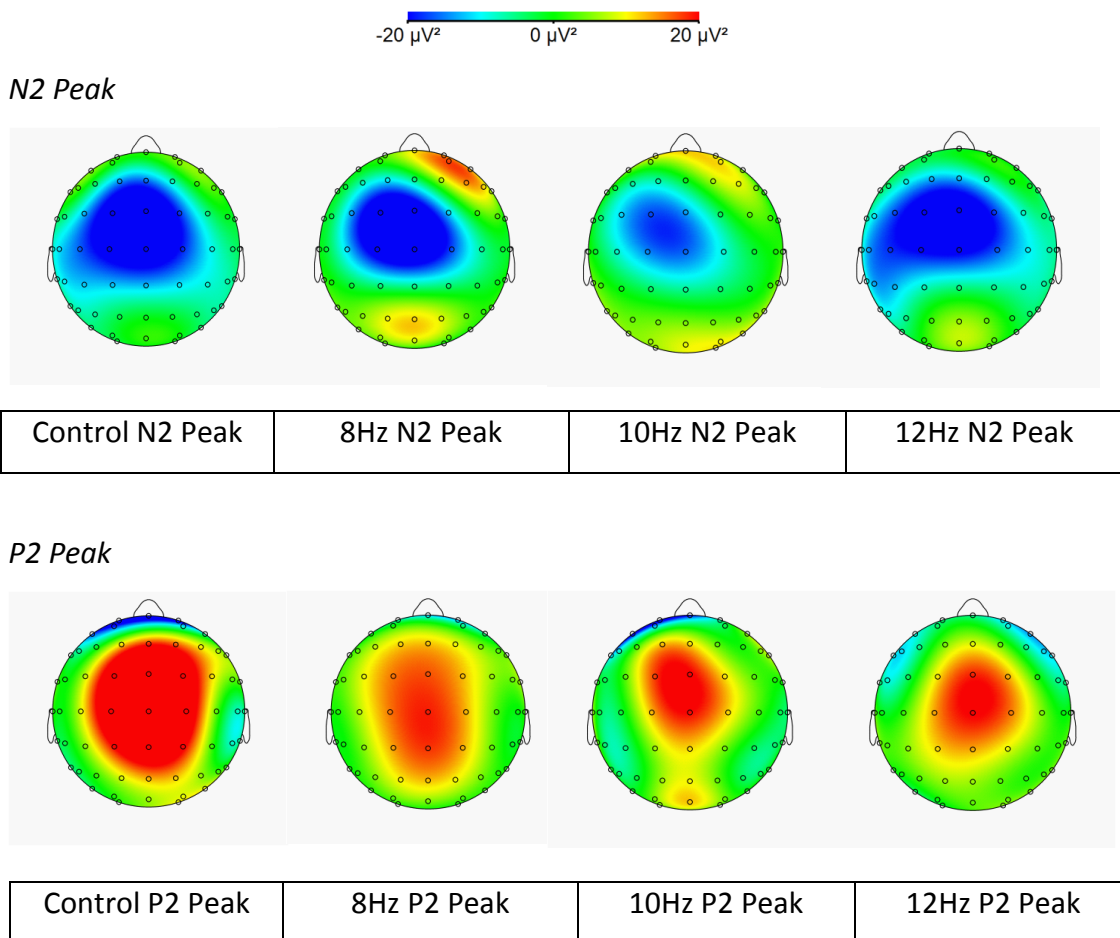 -20 µV² 0 µV² 20 µV²
N2 Peak
Control N2 Peak 8Hz N2 Peak 10Hz N2 Peak 12Hz N2 Peak
P2 Peak
Control P2 Peak 8Hz P2 Peak 10Hz P2 Peak 12Hz P2 Peak